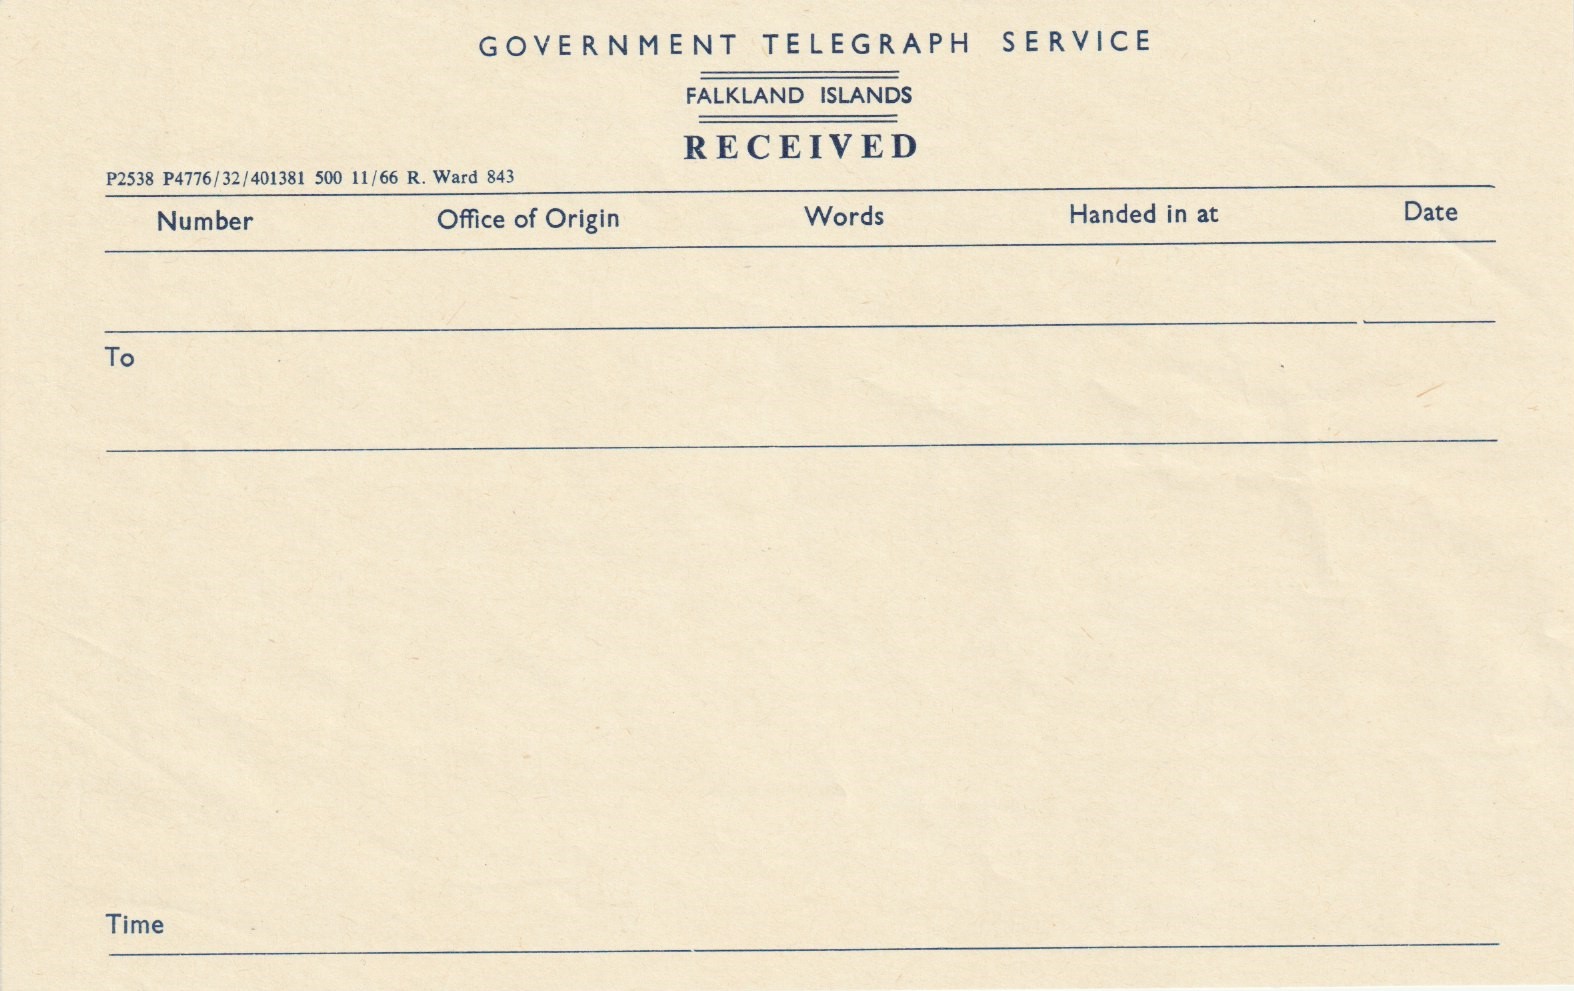 GOVERNMENT TELEGRAPH SERVICE
FALKLAND ISLANDS
RECEIVED
P2538 P4776/32/401381 500 11/66 R. Ward 843
Number Office of Origin Words Handed in at Date
To
Time